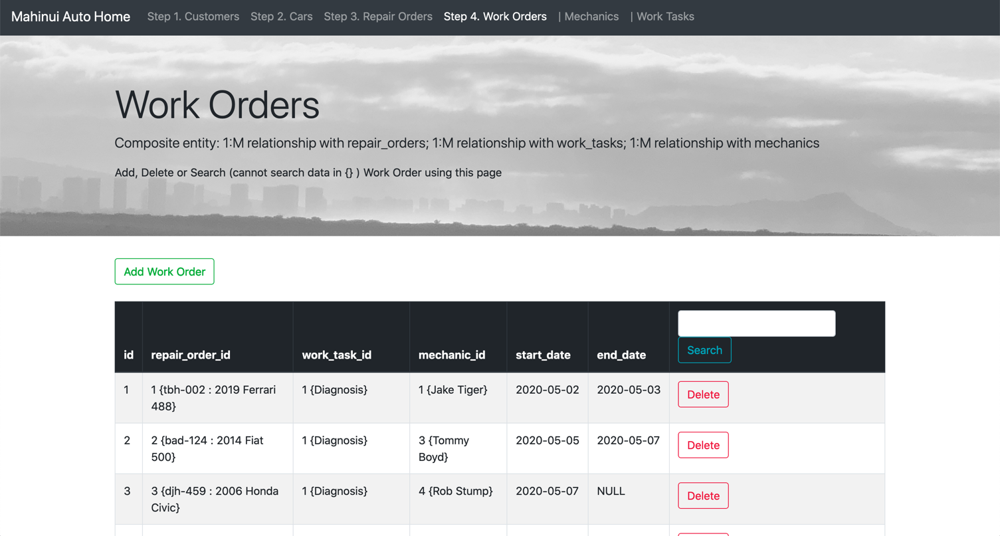 Mahinui Auto Home Step 1. Customers Step 2. Cars Step 3. Repair Orders Step 4. Work Orders | Mechanics | Work Tasks
Work Orders
Composite entity: 1:M relationship with repair_orders; 1:M relationship with work_tasks; 1:M relationship with mechanics
Add, Delete or Search (cannot search data in {} ) Work Order using this page
Add Work Order
id repair_order_id work_task_id mechanic_id start_date end_date Search
1 1 {tbh-002 : 2019 Ferrari 1 {Diagnosis} 1 {Jake Tiger} 2020-05-02 2020-05-03 Delete
488}
2 2 {bad-124 : 2014 Fiat 1 {Diagnosis} 3 {Tommy 2020-05-05 2020-05-07 Delete
500} Boyd}
3 3 {djh-459 : 2006 Honda 1 {Diagnosis} 4 {Rob Stump} 2020-05-07 NULL Delete
Civic}